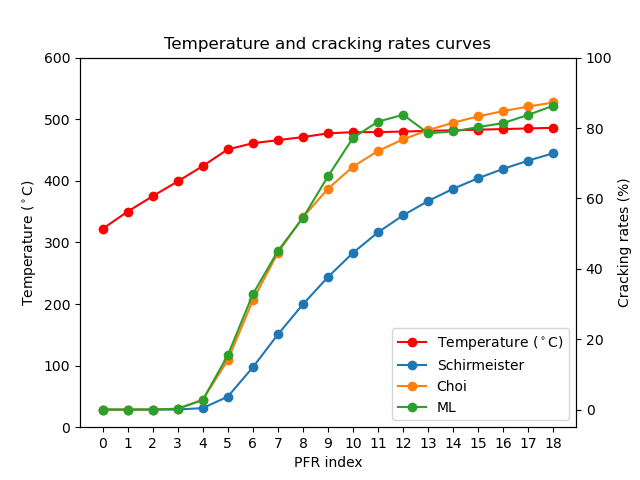 Temperature and cracking rates curves
600
500
400
300
200
100
0
Temperature (°C)
100
80
60
40
20
0
Cracking rates (%)
Temperature (°C)
Schirmeister
Choi
ML
0 1 2 3 4 5 6 7 8 9 10 11 12 13 14 15 16 17 18
PFR index